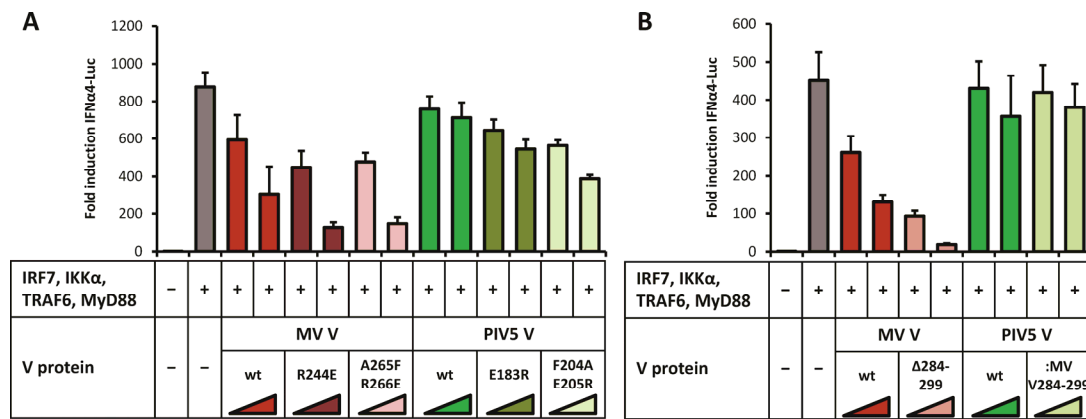 A
Fold induction IFNα4-Luc
1200
1000
800
600
400
200
0
IRF7, IKKα,
TRAF6, MyD88
– + + + + + + + + + + + + +
V protein
– –
MV V PIV5 V
wt R244E A265F
R266E wt E183R F204A
E205R
B
Fold induction IFNα4-Luc
600
500
400
300
200
100
0
IRF7, IKKα,
TRAF6, MyD88
– + + + + + + + + +
V protein
– –
MV V PIV5 V
wt Δ284-
299 wt :MV
V284-299